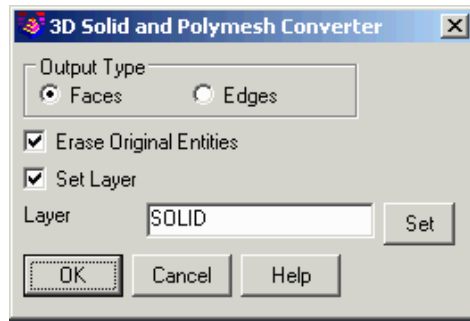 3D Solid and Polymesh Converter
Output Type
Faces Edges
Erase Original Entities
Set Layer
Layer SOLID Set
OK Cancel Help